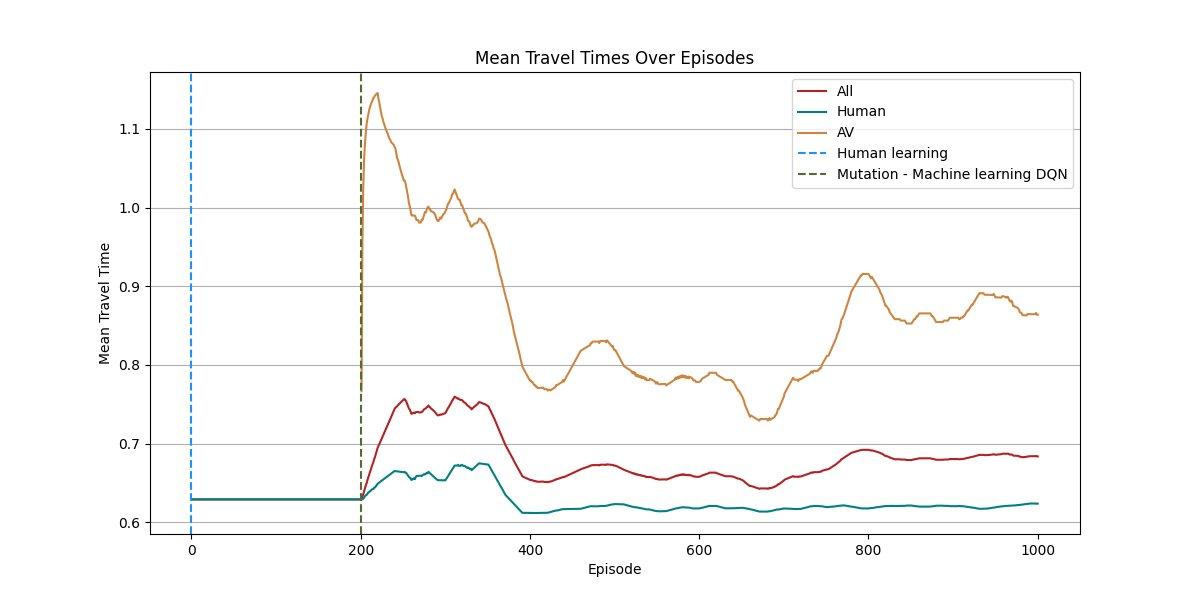 Mean Travel Times Over Episodes
All
Human
AV
Human learning
Mutation - Machine learning DQN
Mean Travel Time
1.1
1.0
0.9
0.8
0.7
0.6
0 200 400 600 800 1000
Episode